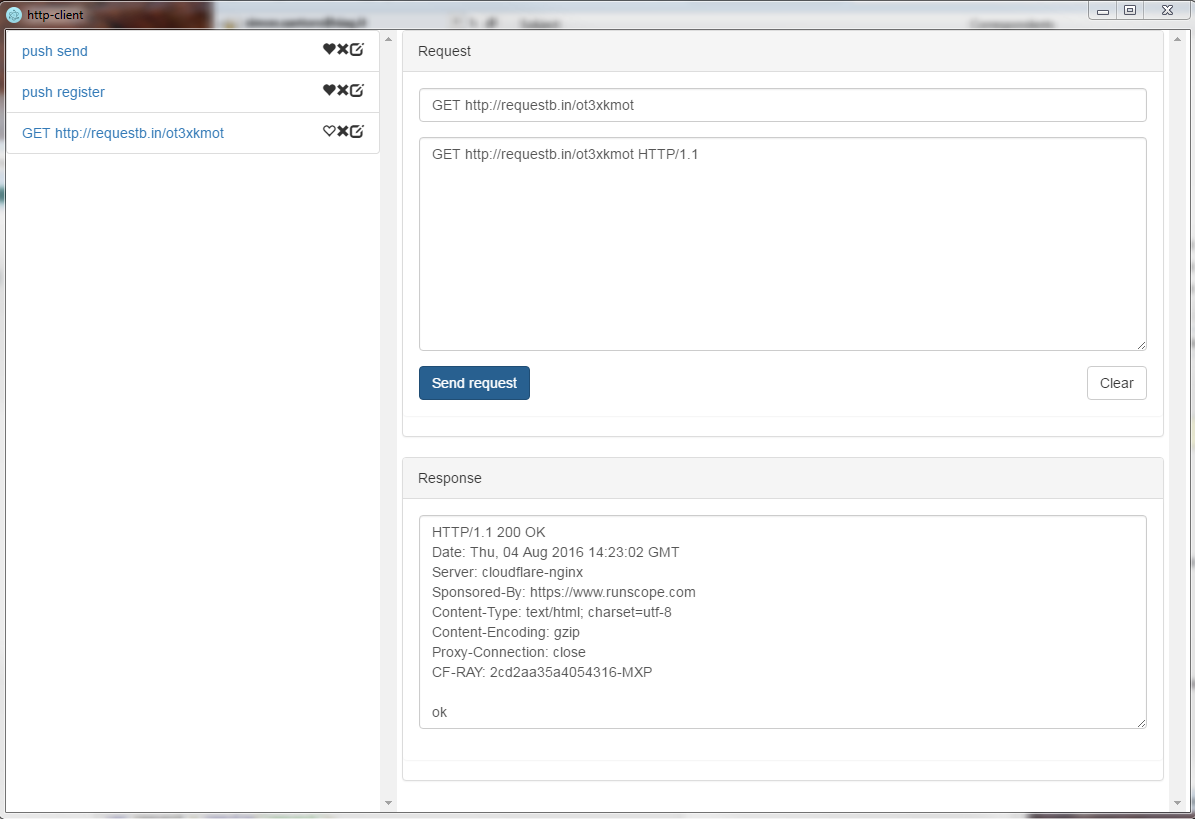 http-client
Subject
Correspondents
push send
push register
GET http://requestb.in/ot3xkmot
Request
GET http://requestb.in/ot3xkmot
GET http://requestb.in/ot3xkmot HTTP/1.1
Send request
Clear
Response
HTTP/1.1 200 OK
Date: Thu, 04 Aug 2016 14:23:02 GMT
Server: cloudflare-nginx
Sponsored-By: https://www.runscope.com
Content-Type: text/html; charset=utf-8
Content-Encoding: gzip
Proxy-Connection: close
CF-RAY: 2cd2aa35a4054316-MXP
ok